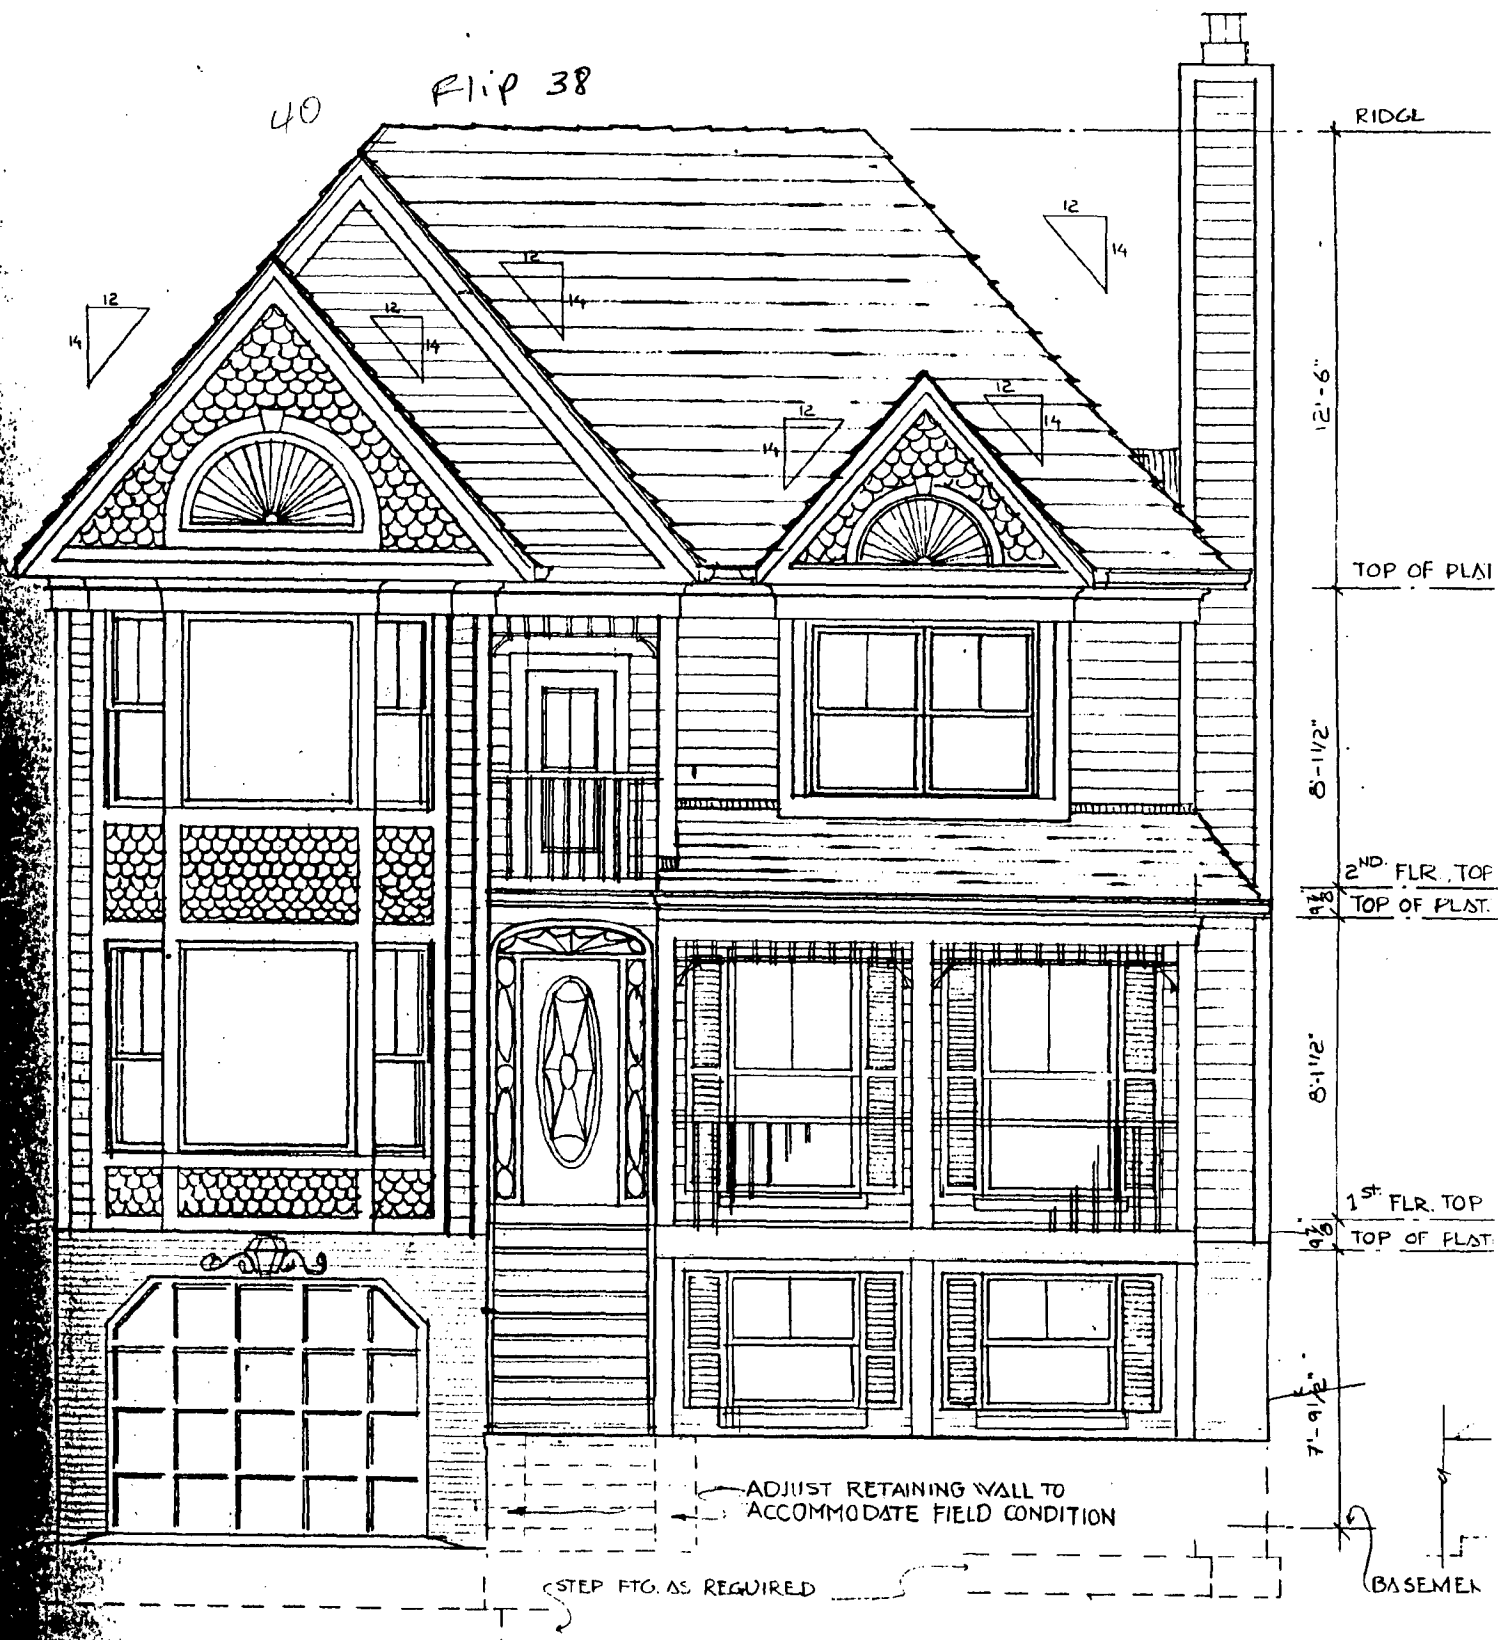 40
Flip 38
RIDGE
12
14
12
14
12
14
12
14
12'-6"
12
14
12
14
TOP OF PLAT
8'-11/2"
2ND. FLR. TOP
TOP OF PLAT.
8'-11/2"
1ST. FLR. TOP
TOP OF PLAT
7'-91/2"
ADJUST RETAINING WALL TO
ACCOMMODATE FIELD CONDITION
STEP FTG. AS REQUIRED
BASEMEN